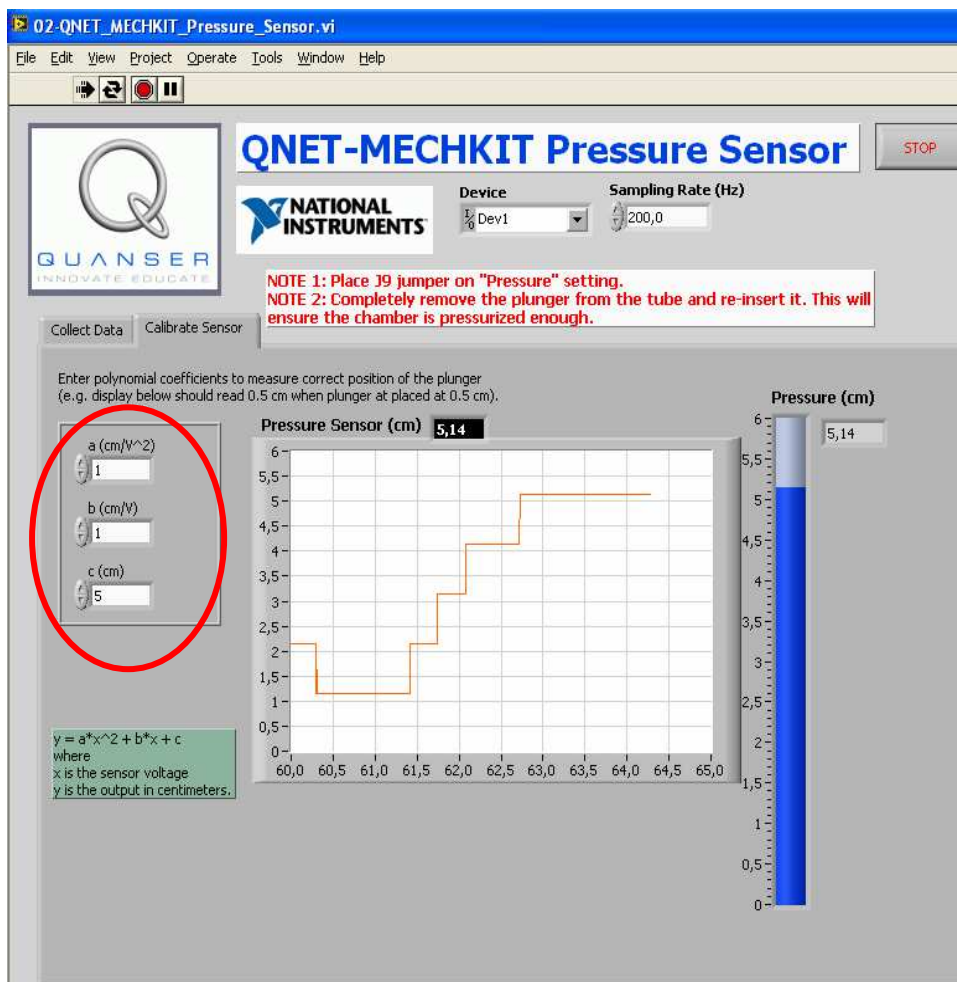 02-QNET_MECHKIT_Pressure_Sensor.vi
File Edit View Project Operate Tools Window Help
QNET-MECHKIT Pressure Sensor
STOP
QUANSER
INNOVATE EDUCATE
NATIONAL
INSTRUMENTS
Device
Dev1
Sampling Rate (Hz)
200,0
NOTE 1: Place J9 jumper on "Pressure" setting.
NOTE 2: Completely remove the plunger from the tube and re-insert it. This will
ensure the chamber is pressurized enough.
Collect Data
Calibrate Sensor
Enter polynomial coefficients to measure correct position of the plunger
(e.g. display below should read 0.5 cm when plunger at placed at 0.5 cm).
a (cm/V^2)
1
b (cm/V)
1
c (cm)
5
y = a*x^2 + b*x + c
where
x is the sensor voltage
y is the output in centimeters.
Pressure Sensor (cm) 5,14
6
5,5
5
4,5
4
3,5
3
2,5
2
1,5
1
0,5
0
60,0 60,5 61,0 61,5 62,0 62,5 63,0 63,5 64,0 64,5 65,0
Pressure (cm)
5,14
6
5,5
5
4,5
4
3,5
3
2,5
2
1,5
1
0,5
0